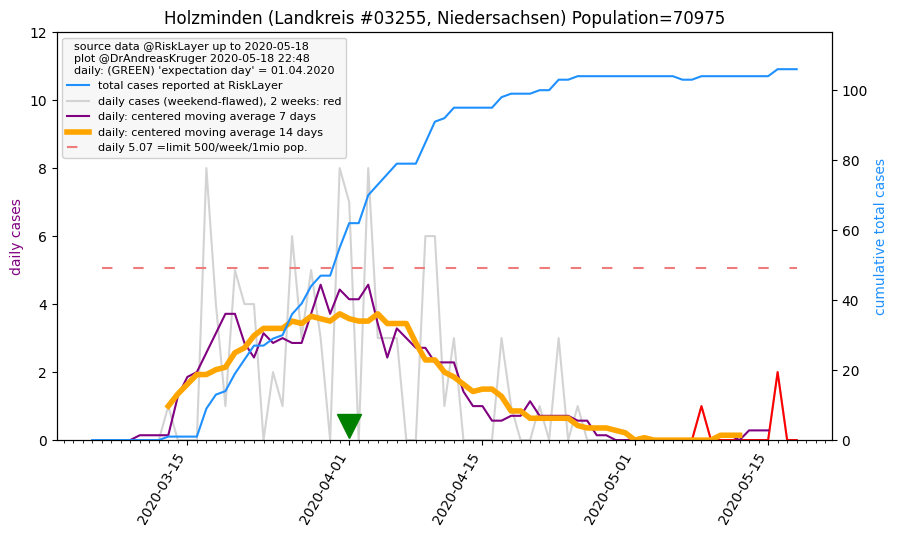 Holzminden (Landkreis #03255, Niedersachsen) Population=70975
source data @RiskLayer up to 2020-05-18
plot @DrAndreasKruger 2020-05-18 22:48
daily: (GREEN) 'expectation day' = 01.04.2020
total cases reported at RiskLayer
daily cases (weekend-flawed), 2 weeks: red
daily: centered moving average 7 days
daily: centered moving average 14 days
daily 5.07 =limit 500/week/1mio pop.
daily cases
12
10
8
6
4
2
0
100
80
60
40
20
0
cumulative total cases
2020-03-15
2020-04-01
2020-04-15
2020-05-01
2020-05-15